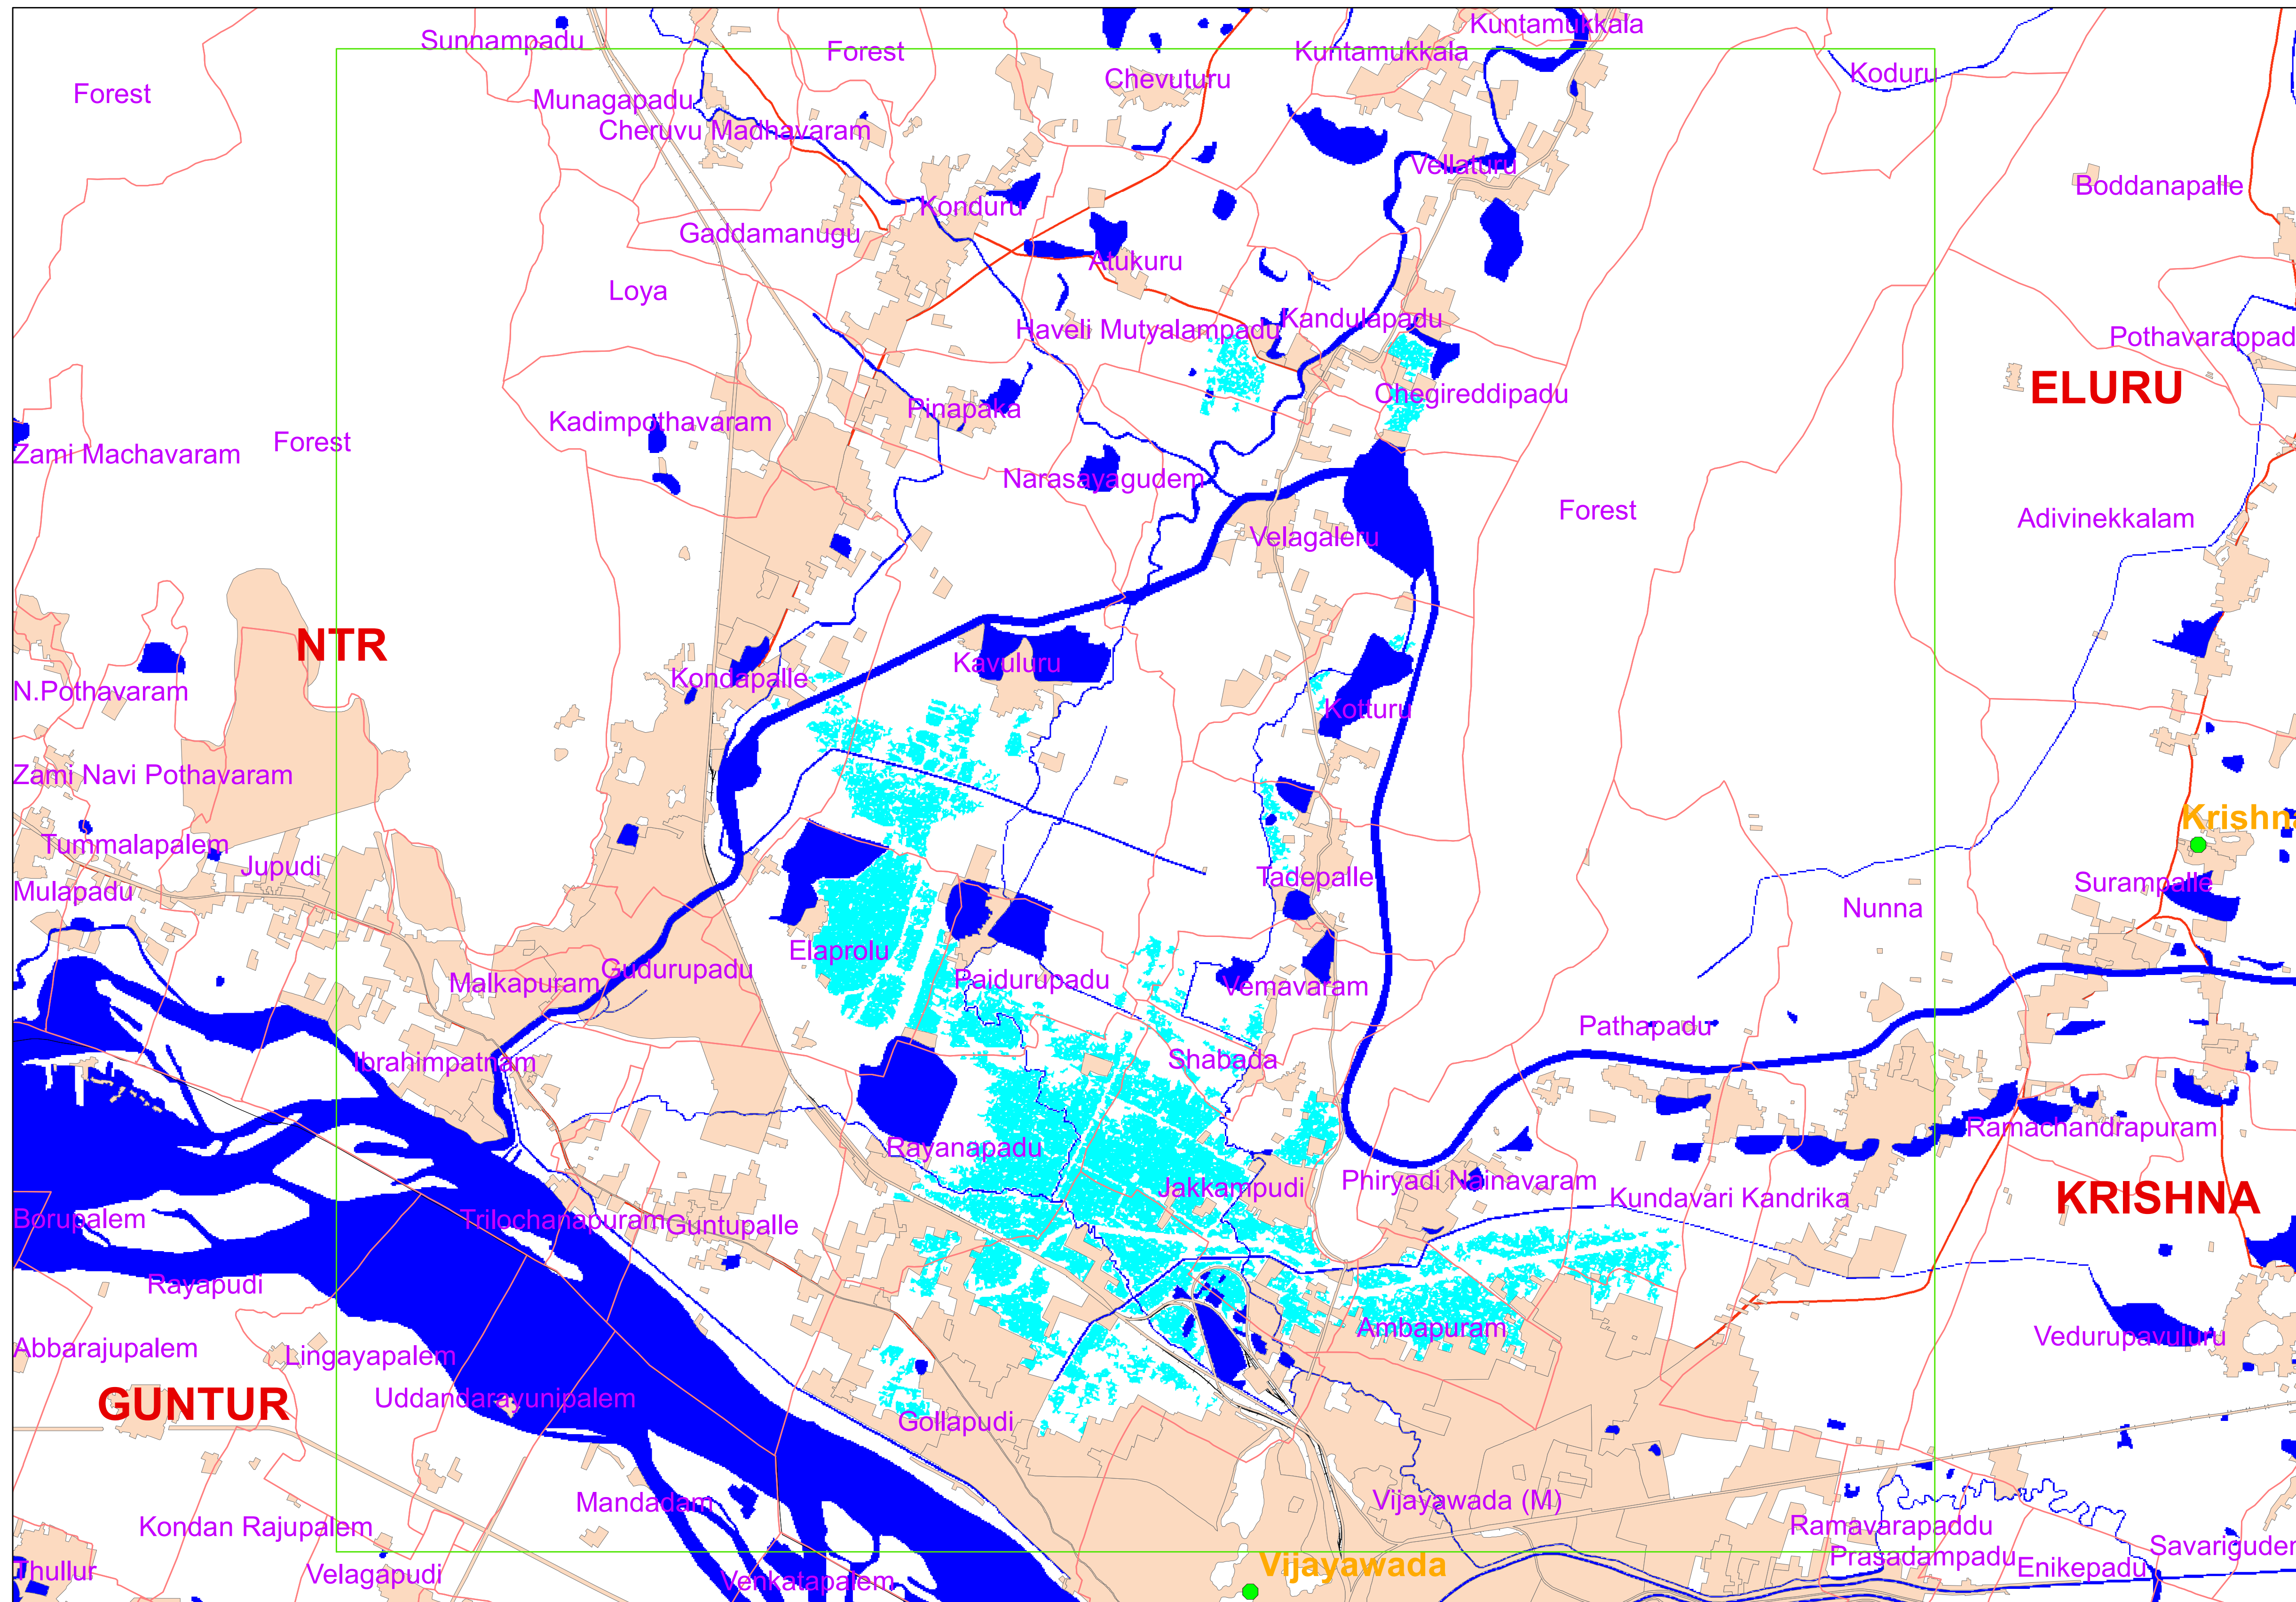 Kuntamukkala
Sunnampadu
Forest
Kuntamukkala
Chevuturu
Koduru
Forest
Munagapadu
Cheruvu Madhavaram
Vellaturu
Boddanapalle
Konduru
Gaddamanugu
Atukuru
Loya
Kandulapadu
Haveli Mutyalampadu
Pothavarappad
ELURU
Chegireddipadu
Pinapaka
Kadimpothavaram
Forest
Zami Machavaram
Narasayagudem
Forest
Adivinekkalam
Velagaleru
NTR
Kavuluru
Kondapalle
N.Pothavaram
Kotturu
Zami Navi Pothavaram
Krishna
Tummalapalem
Jupudi
Tadepalle
Surampalle
Mulapadu
Nunna
Elaprolu
Gudurupadu
Malkapuram
Paidurupadu
Vemavaram
Pathapadu
Ibrahimpatnam
Shabada
Ramachandrapuram
Rayanapadu
Phiryadi Nainavaram
Jakkampudi
Kundavari Kandrika
KRISHNA
Borupalem
Trilochanapuram
Guntupalle
Rayapudi
Ambapuram
Vedurupavuluru
Abbarajupalem
Lingayapalem
Uddandarayunipalem
GUNTUR
Gollapudi
Mandadam
Vijayawada (M)
Kondan Rajupalem
Ramavarapaddu
Savariguden
Prasadampadu
Vijayawada
Enikepadu
Thullur
Velagapudi
Venkatapalem